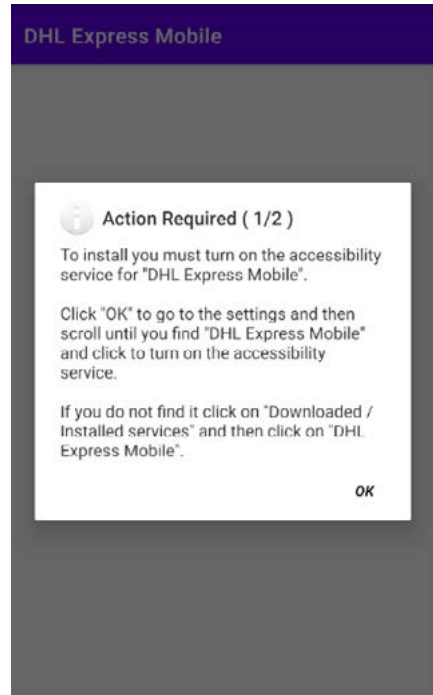 DHL Express Mobile
Action Required ( 1/2 )
To install you must turn on the accessibility
service for "DHL Express Mobile".
Click "OK" to go to the settings and then
scroll until you find "DHL Express Mobile"
and click to turn on the accessibility
service.
If you do not find it click on "Downloaded /
Installed services" and then click on "DHL
Express Mobile".
OK